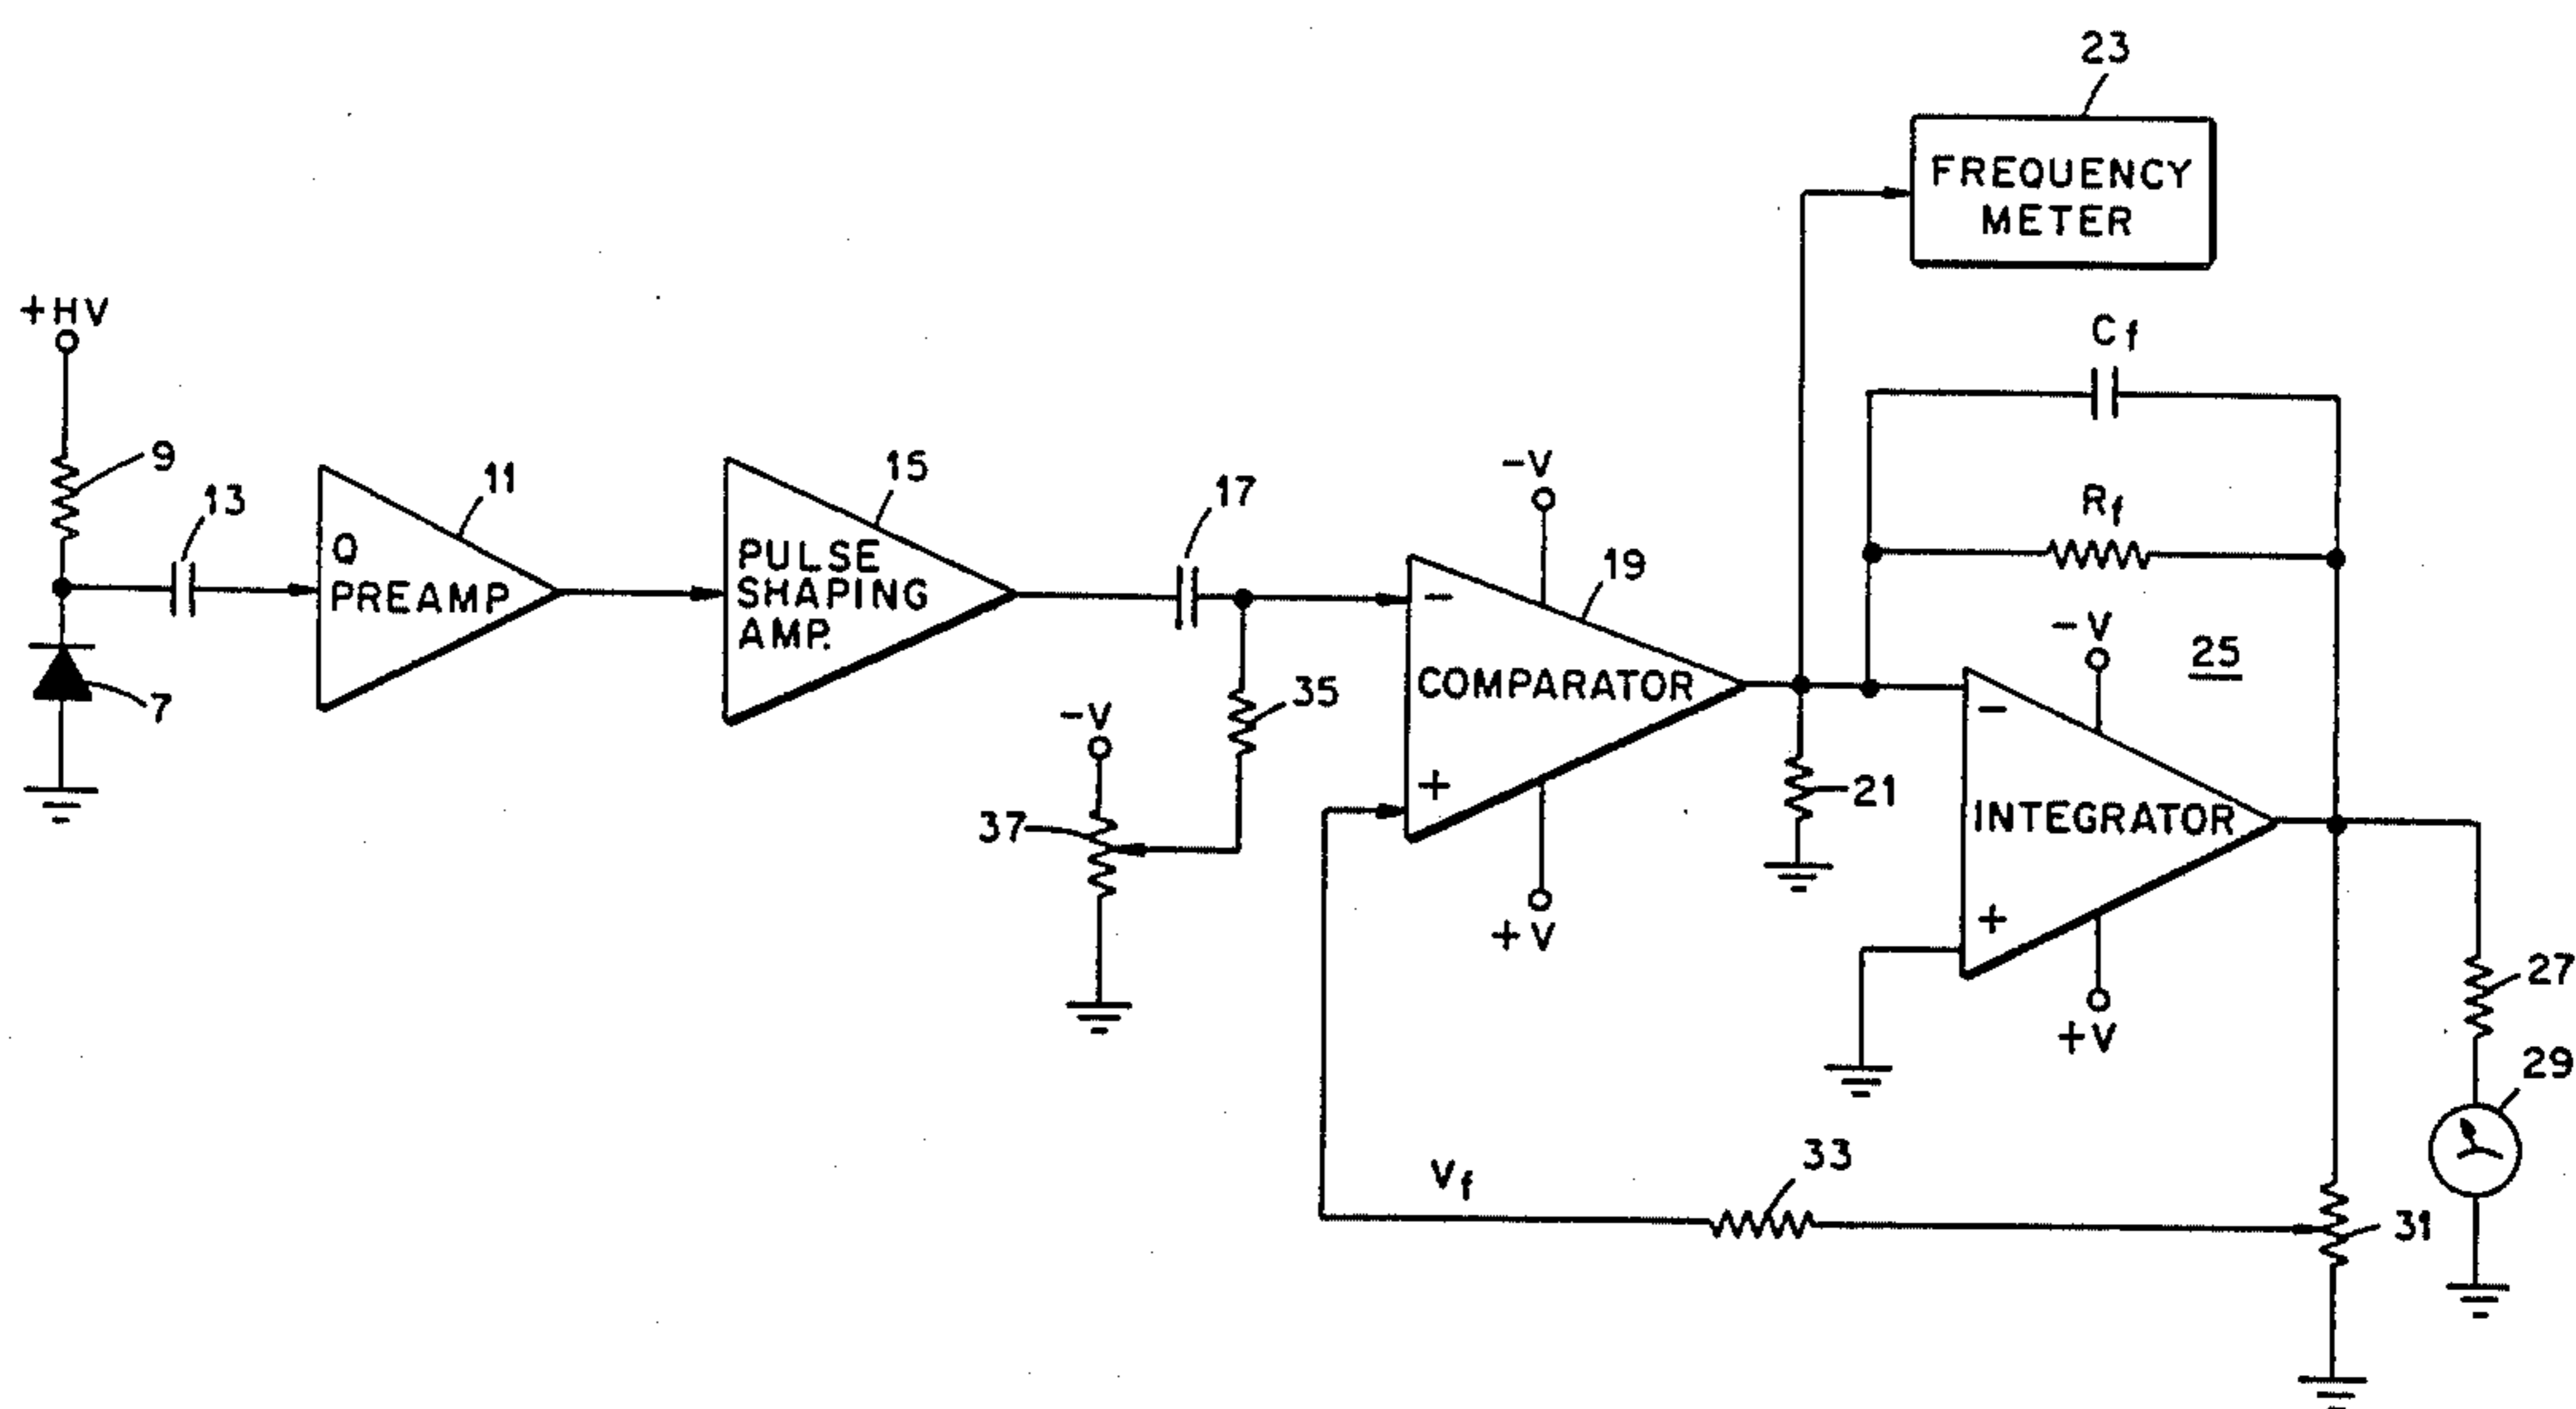 23
FREQUENCY
METER
+HV
9
13
11
Q
PREAMP
15
PULSE
SHAPING
AMP.
17
-V
19
-
COMPARATOR
+
+V
35
-V
37
21
Cf
Rf
-V
25
-
INTEGRATOR
+
+V
27
29
7
Vf
33
31